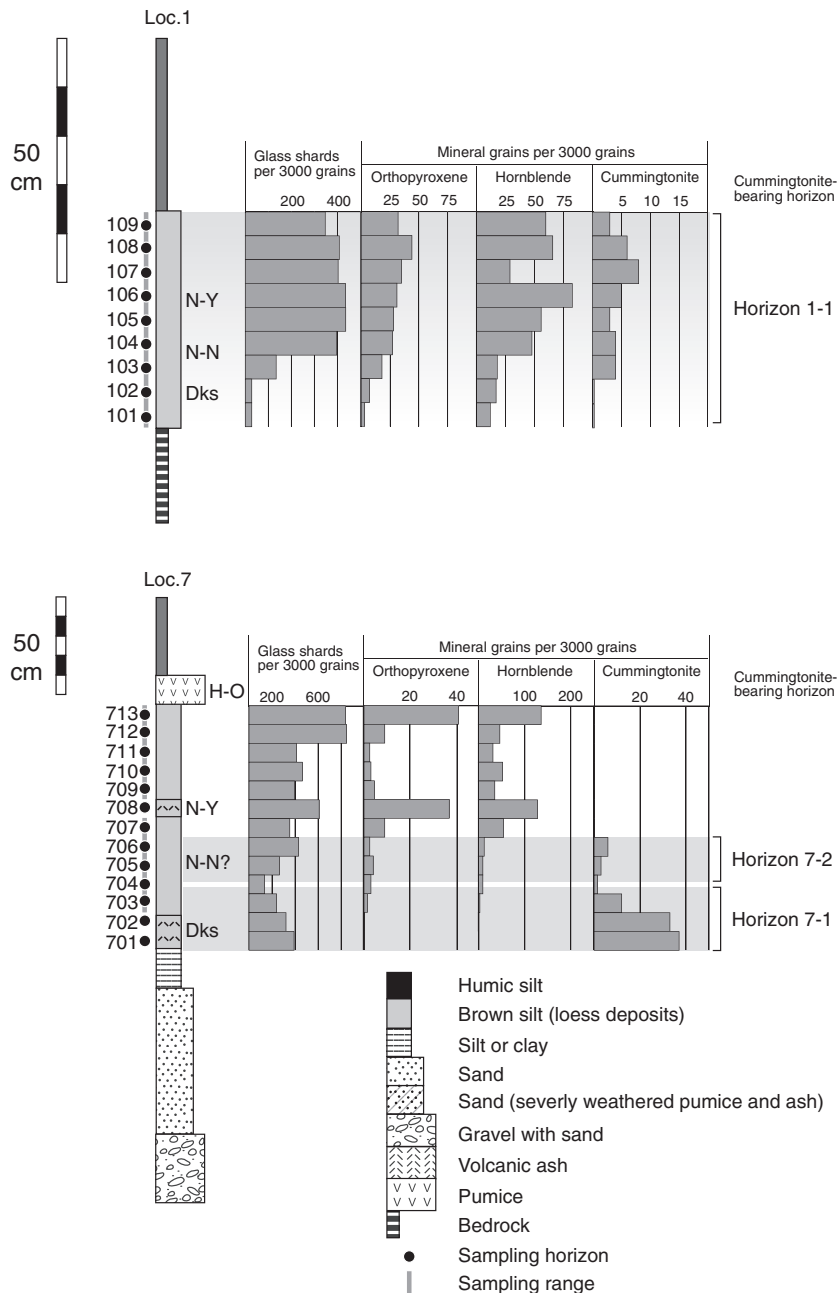 Loc.1
50
cm
Glass shards
per 3000 grains
Mineral grains per 3000 grains
Orthopyroxene
Hornblende
Cummingtonite
Cummingtonite-
bearing horizon
200 400
25 50 75
25 50 75
5 10 15
109
108
107
106
105
104
103
102
101
N-Y
N-N
Dks
Horizon 1-1
Loc.7
50
cm
H-O
Glass shards
per 3000 grains
Mineral grains per 3000 grains
Orthopyroxene
Hornblende
Cummingtonite
Cummingtonite-
bearing horizon
200 600
20 40
100 200
20 40
713
712
711
710
709
708
707
706
705
704
703
702
701
N-Y
N-N?
Dks
Horizon 7-2
Horizon 7-1
Humic silt
Brown silt (loess deposits)
Silt or clay
Sand
Sand (severly weathered pumice and ash)
Gravel with sand
Volcanic ash
Pumice
Bedrock
Sampling horizon
Sampling range